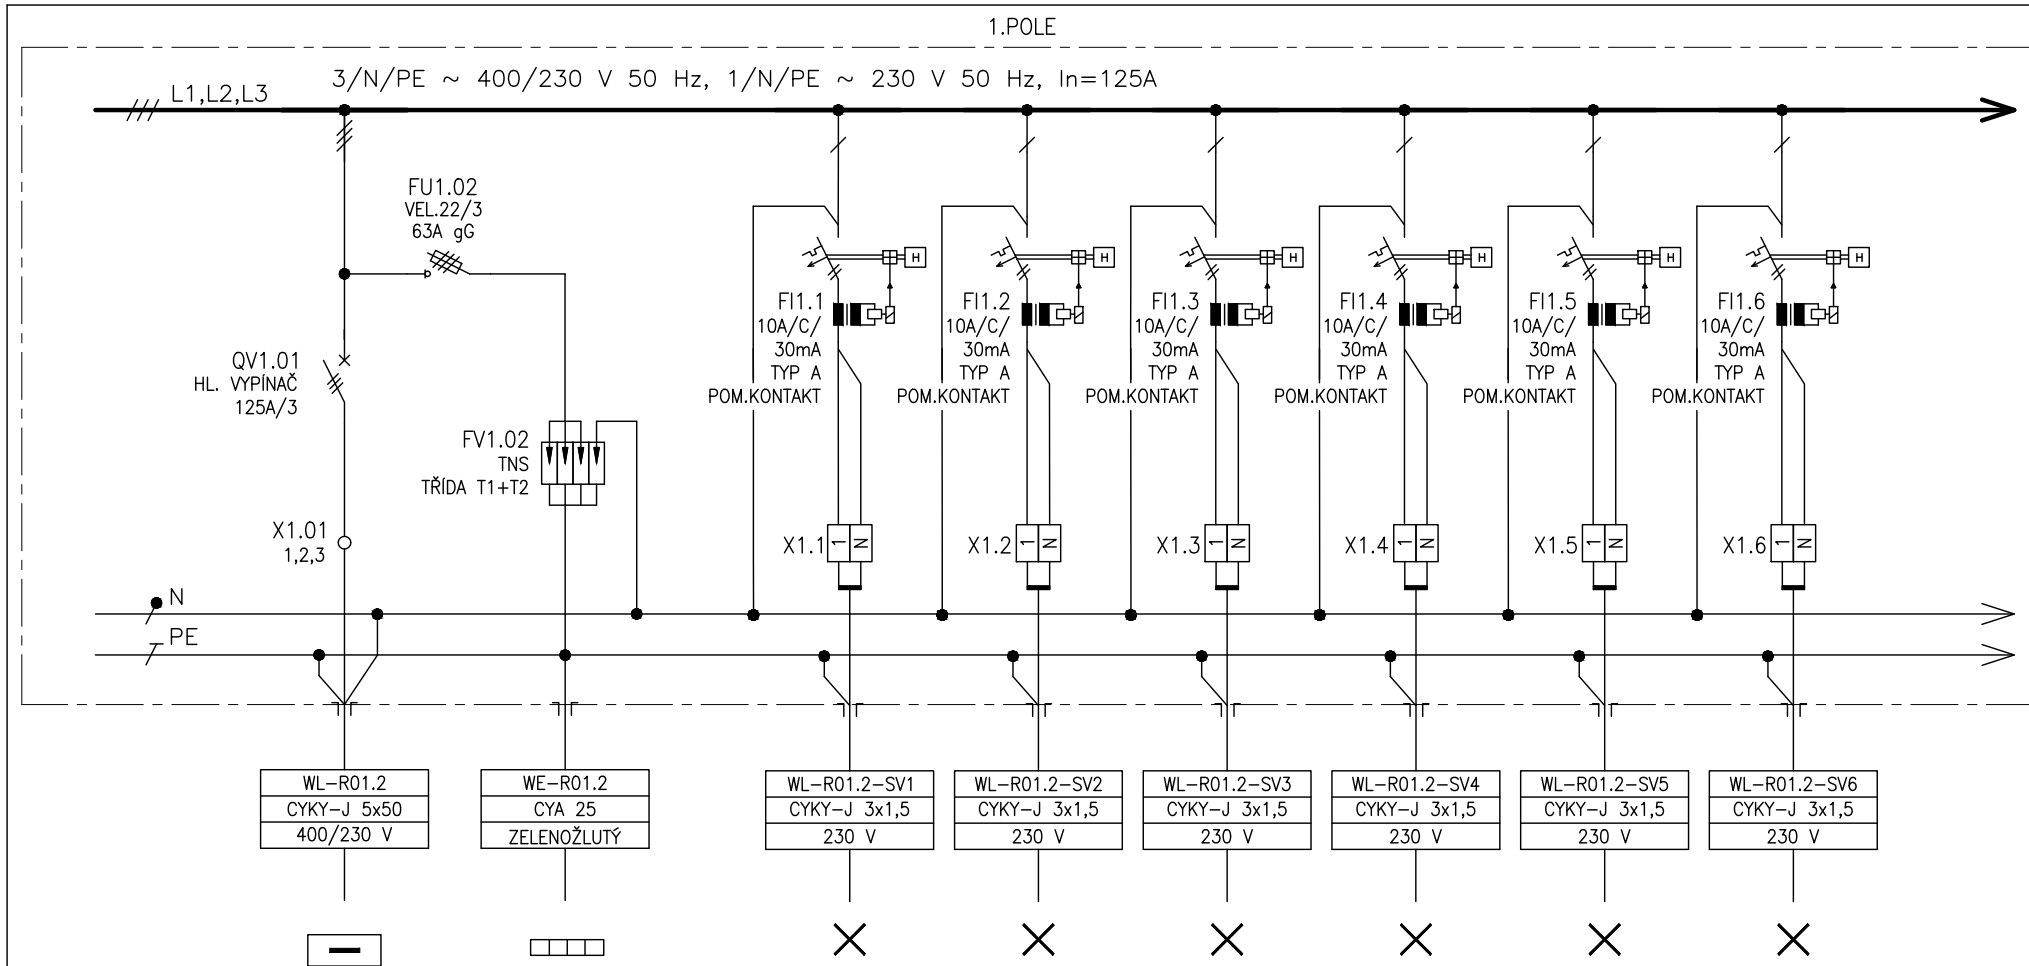 1.POLE
3/N/PE ~ 400/230 V 50 Hz, 1/N/PE ~ 230 V 50 Hz, In=125A
L1,L2,L3
FU1.02
VEL.22/3
63A gG
QV1.01
HL. VYPÍNAČ
125A/3
FV1.02
TNS
TŘÍDA T1+T2
X1.01
1,2,3
H
FI1.1
10A/C/
30mA
TYP A
POM.KONTAKT
X1.1 1 N
H
FI1.2
10A/C/
30mA
TYP A
POM.KONTAKT
X1.2 1 N
H
FI1.3
10A/C/
30mA
TYP A
POM.KONTAKT
X1.3 1 N
H
FI1.4
10A/C/
30mA
TYP A
POM.KONTAKT
X1.4 1 N
H
FI1.5
10A/C/
30mA
TYP A
POM.KONTAKT
X1.5 1 N
H
FI1.6
10A/C/
30mA
TYP A
POM.KONTAKT
X1.6 1 N
N
PE
WL-R01.2
CYKY-J 5x50
400/230 V
WE-R01.2
CYA 25
ZELENOŽLUTÝ
WL-R01.2-SV1
CYKY-J 3x1,5
230 V
WL-R01.2-SV2
CYKY-J 3x1,5
230 V
WL-R01.2-SV3
CYKY-J 3x1,5
230 V
WL-R01.2-SV4
CYKY-J 3x1,5
230 V
WL-R01.2-SV5
CYKY-J 3x1,5
230 V
WL-R01.2-SV6
CYKY-J 3x1,5
230 V